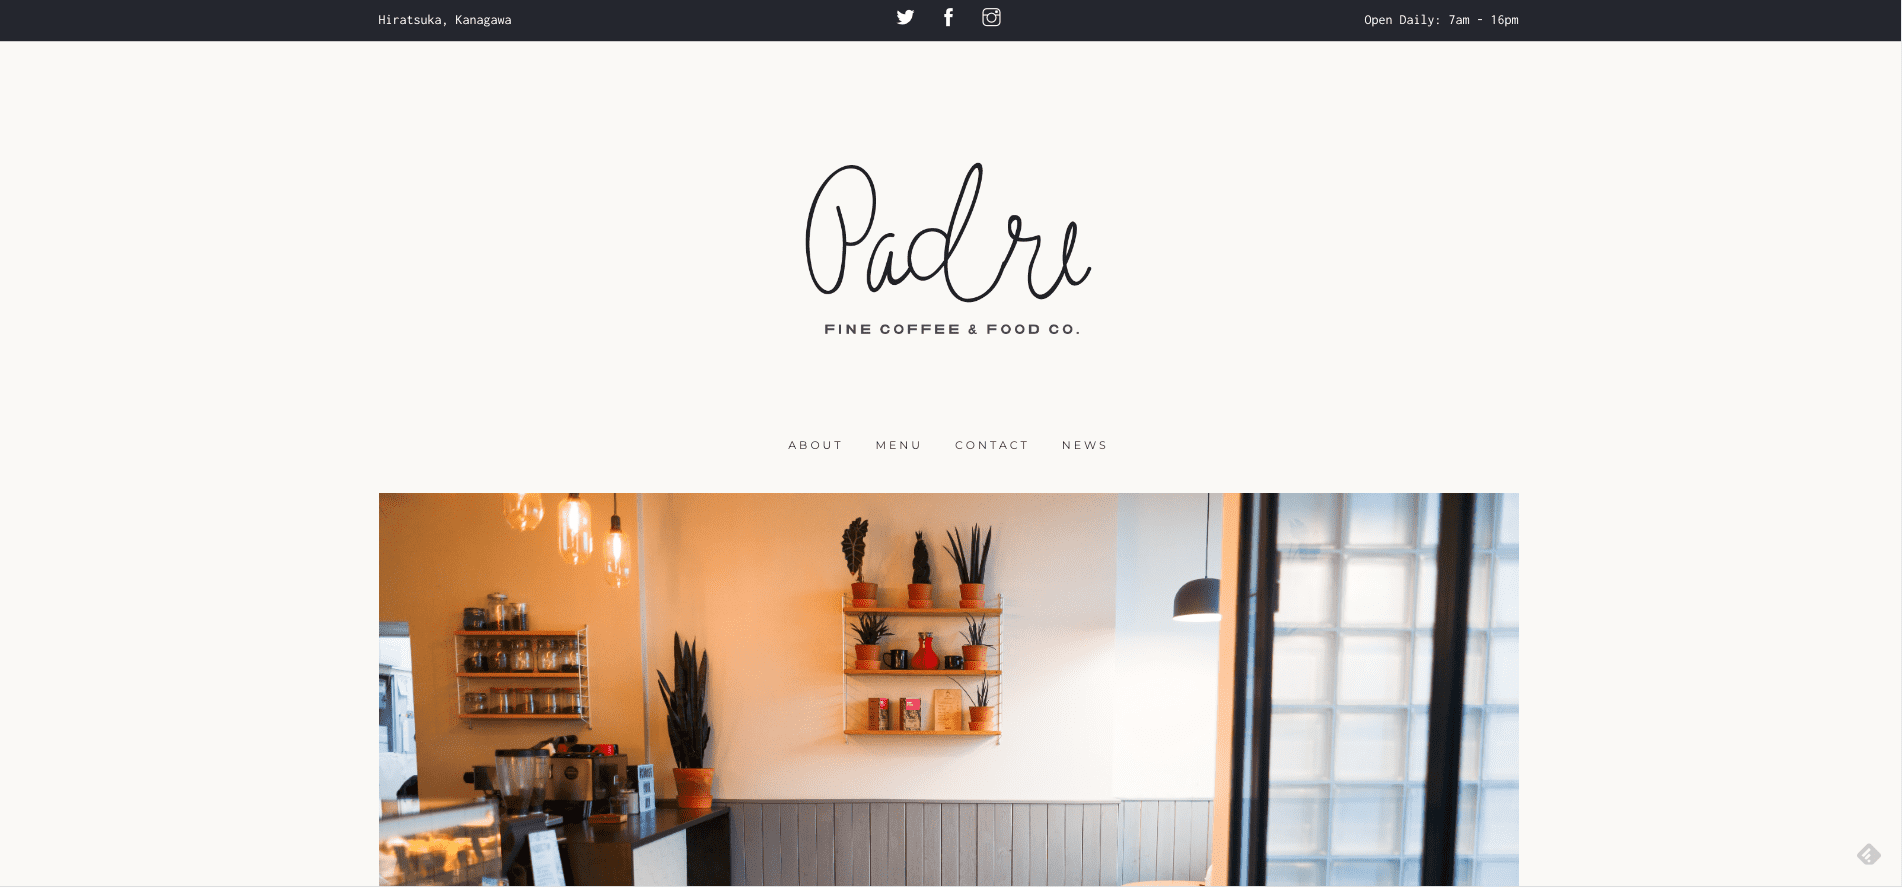 Hiratsuka, Kanagawa
Open Daily: 7am - 16pm
Padre
FINE COFFEE & FOOD CO.
ABOUT MENU CONTACT NEWS